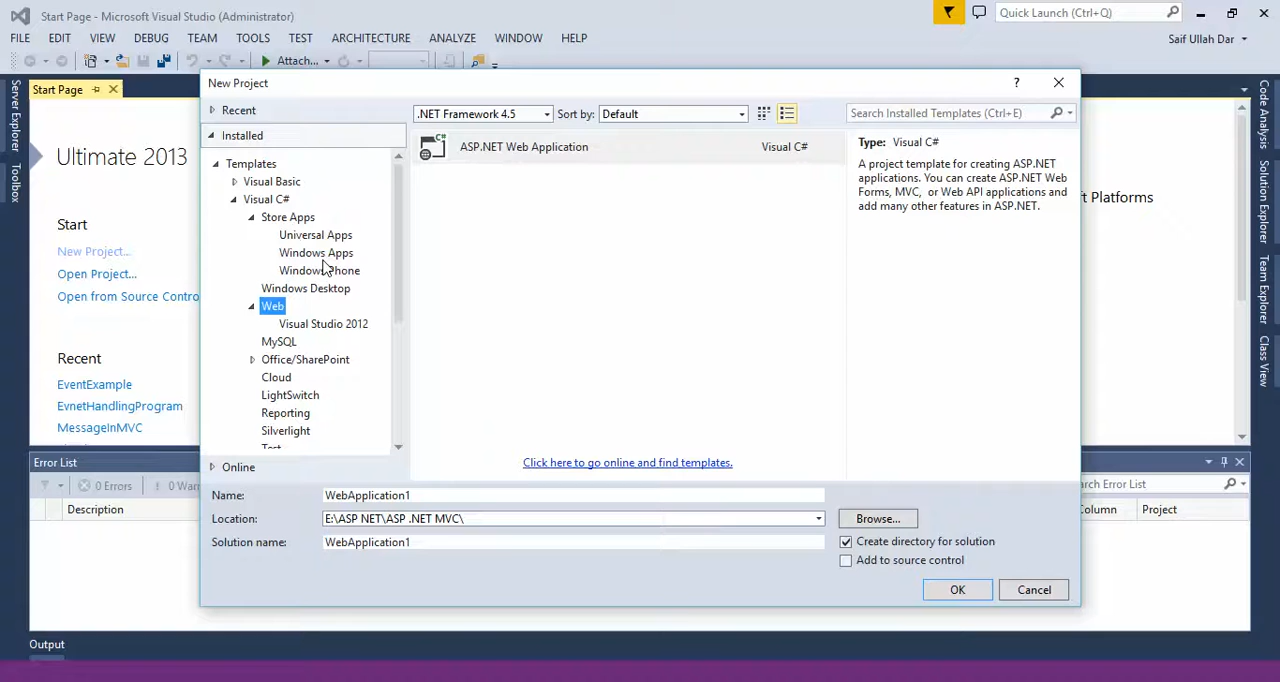 Start Page - Microsoft Visual Studio (Administrator)
Quick Launch (Ctrl+Q)
FILE EDIT VIEW DEBUG TEAM TOOLS TEST ARCHITECTURE ANALYZE WINDOW HELP
Saif Ullah Dar
Attach...
Start Page
Server Explorer
Toolbox
Ultimate 2013
Start
New Project...
Open Project...
Open from Source Contro
Recent
EventExample
EvnetHandlingProgram
MessageInMVC
New Project
?
Recent
Installed
.NET Framework 4.5
Sort by: Default
Search Installed Templates (Ctrl+E)
Templates
Visual Basic
Visual C#
Store Apps
Universal Apps
Windows Apps
Windows Phone
Windows Desktop
Web
Visual Studio 2012
MySQL
Office/SharePoint
Cloud
LightSwitch
Reporting
Silverlight
Test
Online
C#
ASP.NET Web Application Visual C#
Click here to go online and find templates.
Type: Visual C#
A project template for creating ASP.NET
applications. You can create ASP.NET Web
Forms, MVC, or Web API applications and
add many other features in ASP.NET.
Name: WebApplication1
Location: E:\ASP NET\ASP .NET MVC\
Browse...
Solution name: WebApplication1
Create directory for solution
Add to source control
OK Cancel
ft Platforms
Code Analysis
Solution Explorer
Team Explorer
Class View
Error List
0 Errors
0 Warn
arch Error List
Description
Column
Project
Output